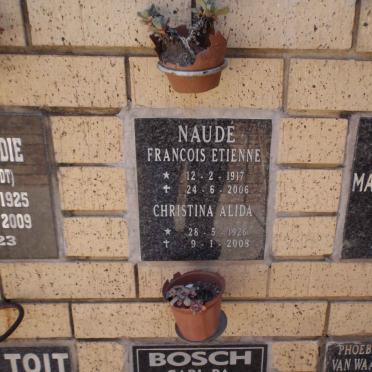 NAUDÉ
FRANCOIS ETIENNE
★ 12 - 2 - 1917
✝ 24 - 6 - 2006
CHRISTINA ALIDA
★ 28 - 5 - 1926
✝ 9 - 1 - 2008
DIE
1925
2009
23
MA
TOIT
BOSCH
PHOEB
VAN WAA